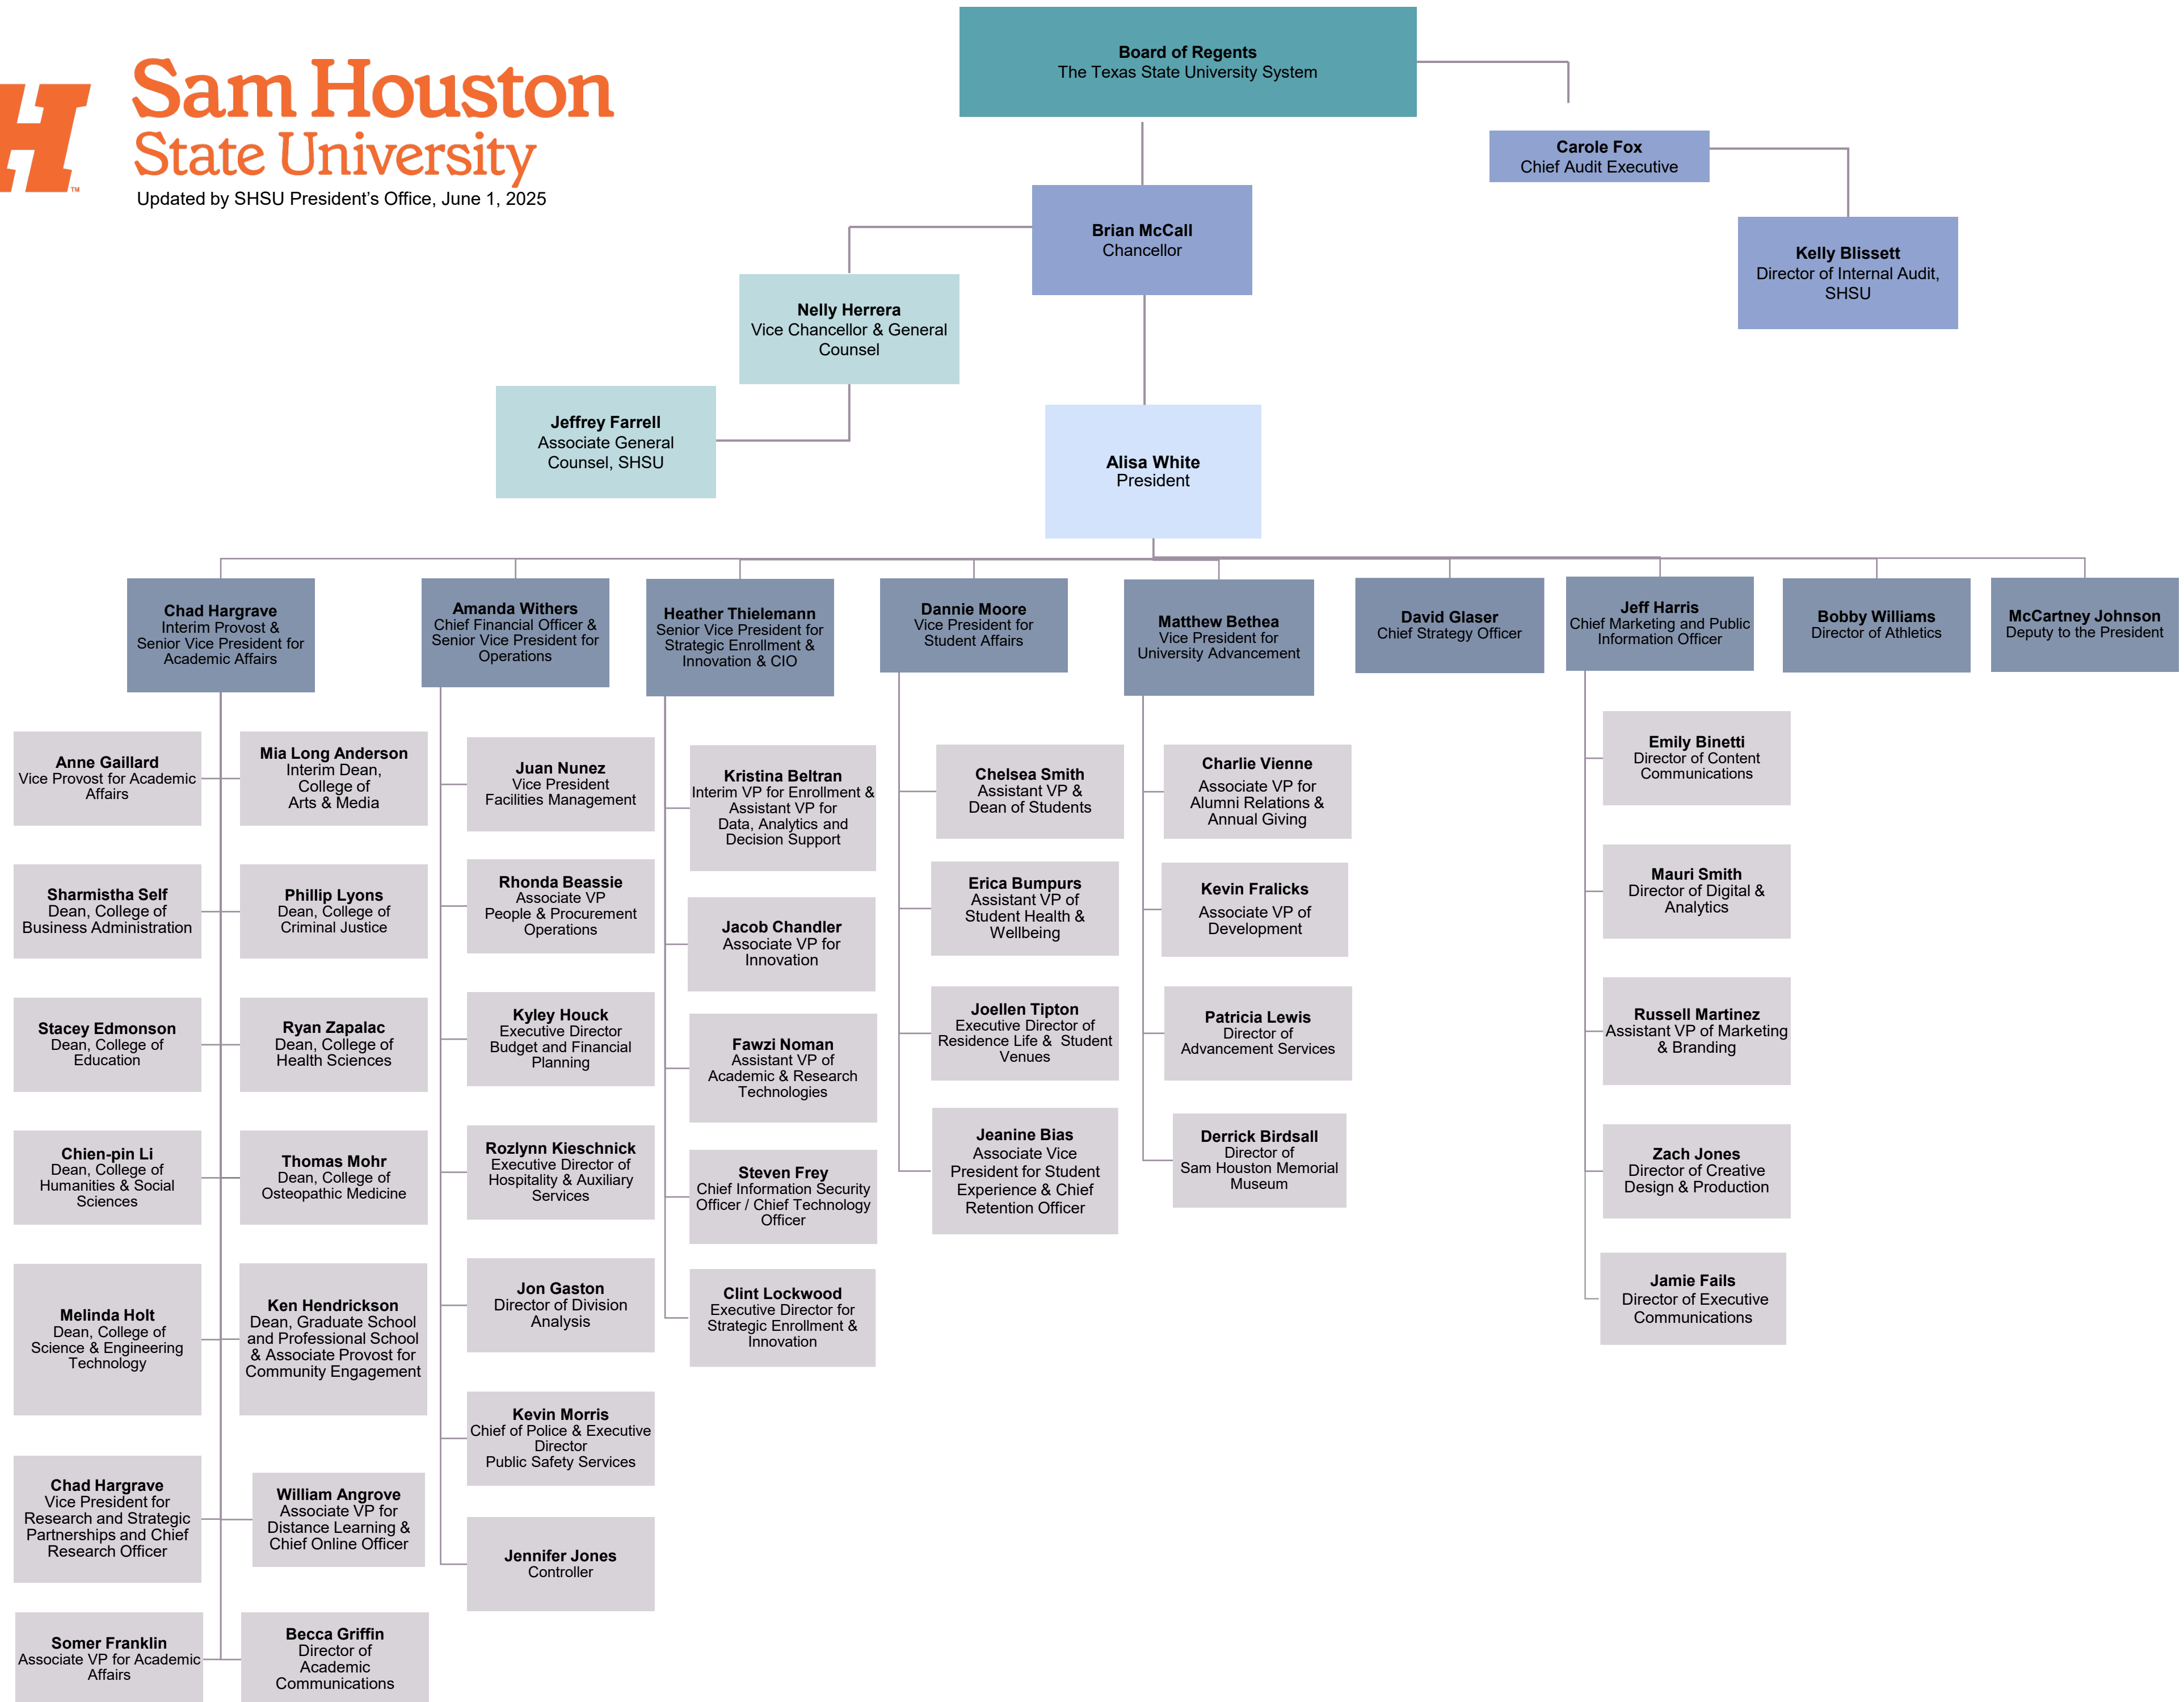 Board of Regents
The Texas State University System
H
Sam Houston
State University
TM
Updated by SHSU President’s Office, June 1, 2025
Carole Fox
Chief Audit Executive
Kelly Blissett
Director of Internal Audit,
SHSU
Brian McCall
Chancellor
Nelly Herrera
Vice Chancellor & General
Counsel
Jeffrey Farrell
Associate General
Counsel, SHSU
Alisa White
President
Chad Hargrave
Interim Provost &
Senior Vice President for
Academic Affairs
Amanda Withers
Chief Financial Officer &
Senior Vice President for
Operations
Heather Thielemann
Senior Vice President for
Strategic Enrollment &
Innovation & CIO
Dannie Moore
Vice President for
Student Affairs
Matthew Bethea
Vice President for
University Advancement
David Glaser
Chief Strategy Officer
Jeff Harris
Chief Marketing and Public
Information Officer
Bobby Williams
Director of Athletics
McCartney Johnson
Deputy to the President
Anne Gaillard
Vice Provost for Academic
Affairs
Mia Long Anderson
Interim Dean,
College of
Arts & Media
Sharmistha Self
Dean, College of
Business Administration
Phillip Lyons
Dean, College of
Criminal Justice
Stacey Edmonson
Dean, College of
Education
Ryan Zapalac
Dean, College of
Health Sciences
Chien-pin Li
Dean, College of
Humanities & Social
Sciences
Thomas Mohr
Dean, College of
Osteopathic Medicine
Melinda Holt
Dean, College of
Science & Engineering
Technology
Ken Hendrickson
Dean, Graduate School
and Professional School
& Associate Provost for
Community Engagement
Chad Hargrave
Vice President for
Research and Strategic
Partnerships and Chief
Research Officer
William Angrove
Associate VP for
Distance Learning &
Chief Online Officer
Somer Franklin
Associate VP for Academic
Affairs
Becca Griffin
Director of
Academic
Communications
Juan Nunez
Vice President
Facilities Management
Rhonda Beassie
Associate VP
People & Procurement
Operations
Kyley Houck
Executive Director
Budget and Financial
Planning
Rozlynn Kieschnick
Executive Director of
Hospitality & Auxiliary
Services
Jon Gaston
Director of Division
Analysis
Kevin Morris
Chief of Police & Executive
Director
Public Safety Services
Jennifer Jones
Controller
Kristina Beltran
Interim VP for Enrollment &
Assistant VP for
Data, Analytics and
Decision Support
Jacob Chandler
Associate VP for
Innovation
Fawzi Noman
Assistant VP of
Academic & Research
Technologies
Steven Frey
Chief Information Security
Officer / Chief Technology
Officer
Clint Lockwood
Executive Director for
Strategic Enrollment &
Innovation
Chelsea Smith
Assistant VP &
Dean of Students
Erica Bumpurs
Assistant VP of
Student Health &
Wellbeing
Joellen Tipton
Executive Director of
Residence Life & Student
Venues
Jeanine Bias
Associate Vice
President for Student
Experience & Chief
Retention Officer
Charlie Vienne
Associate VP for
Alumni Relations &
Annual Giving
Kevin Fralicks
Associate VP of
Development
Patricia Lewis
Director of
Advancement Services
Derrick Birdsall
Director of
Sam Houston Memorial
Museum
Emily Binetti
Director of Content
Communications
Mauri Smith
Director of Digital &
Analytics
Russell Martinez
Assistant VP of Marketing
& Branding
Zach Jones
Director of Creative
Design & Production
Jamie Fails
Director of Executive
Communications